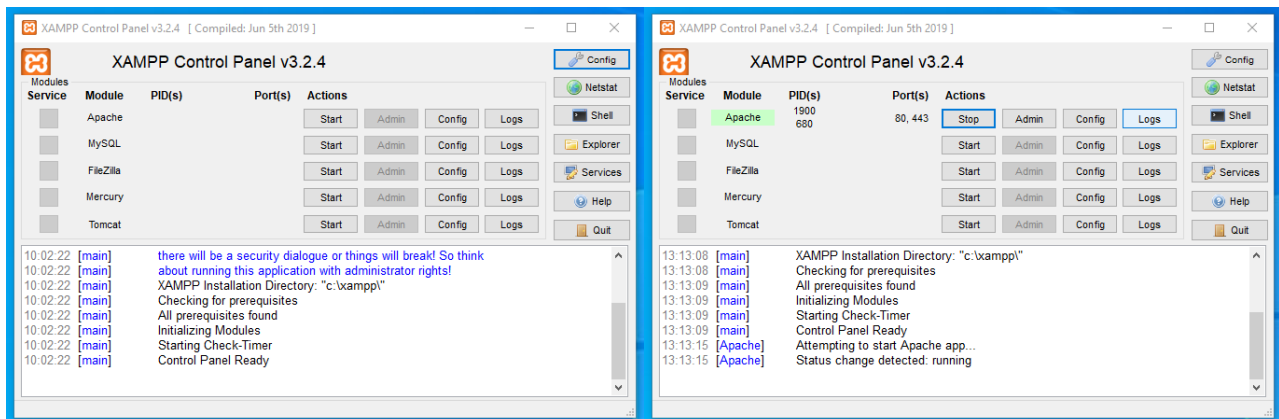 XAMPP Control Panel v3.2.4 [ Compiled: Jun 5th 2019 ]
XAMPP Control Panel v3.2.4
Config
Modules
Service Module PID(s) Port(s) Actions
Netstat
Apache Start Admin Config Logs
Shell
MySQL Start Admin Config Logs
Explorer
FileZilla Start Admin Config Logs
Services
Mercury Start Admin Config Logs
Help
Tomcat Start Admin Config Logs
Quit
10:02:22 [main] there will be a security dialogue or things will break! So think
10:02:22 [main] about running this application with administrator rights!
10:02:22 [main] XAMPP Installation Directory: "c:\xampp\"
10:02:22 [main] Checking for prerequisites
10:02:22 [main] All prerequisites found
10:02:22 [main] Initializing Modules
10:02:22 [main] Starting Check-Timer
10:02:22 [main] Control Panel Ready
XAMPP Control Panel v3.2.4 [ Compiled: Jun 5th 2019 ]
XAMPP Control Panel v3.2.4
Config
Modules
Service Module PID(s) Port(s) Actions
Netstat
Apache 1900 680 80, 443 Stop Admin Config Logs
Shell
MySQL Start Admin Config Logs
Explorer
FileZilla Start Admin Config Logs
Services
Mercury Start Admin Config Logs
Help
Tomcat Start Admin Config Logs
Quit
13:13:08 [main] XAMPP Installation Directory: "c:\xampp\"
13:13:08 [main] Checking for prerequisites
13:13:09 [main] All prerequisites found
13:13:09 [main] Initializing Modules
13:13:09 [main] Starting Check-Timer
13:13:09 [main] Control Panel Ready
13:13:15 [Apache] Attempting to start Apache app...
13:13:15 [Apache] Status change detected: running